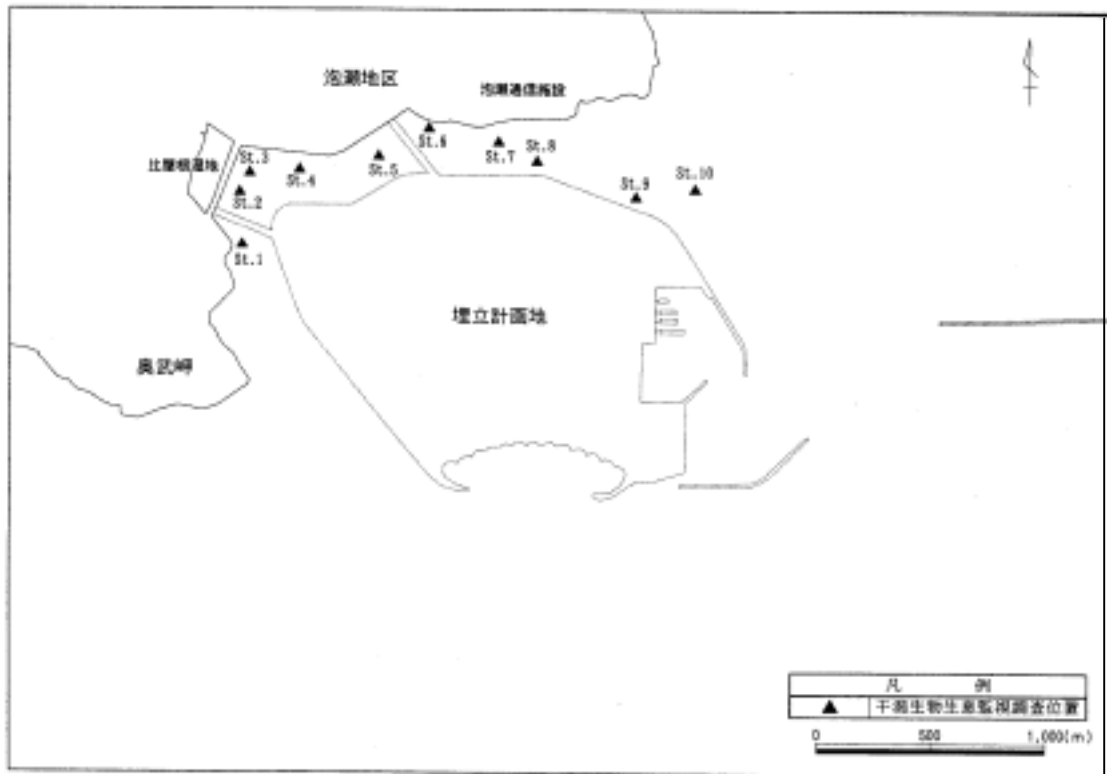 泡瀬地区
泡瀬通信施設
比屋根湿地
St.6
St.7
St.8
St.3
St.4
St.5
St.2
St.9
St.10
St.1
埋立計画地
奥武岬
凡 例
▲ 干潟生物生息監視調査位置
0 500 1,000(m)